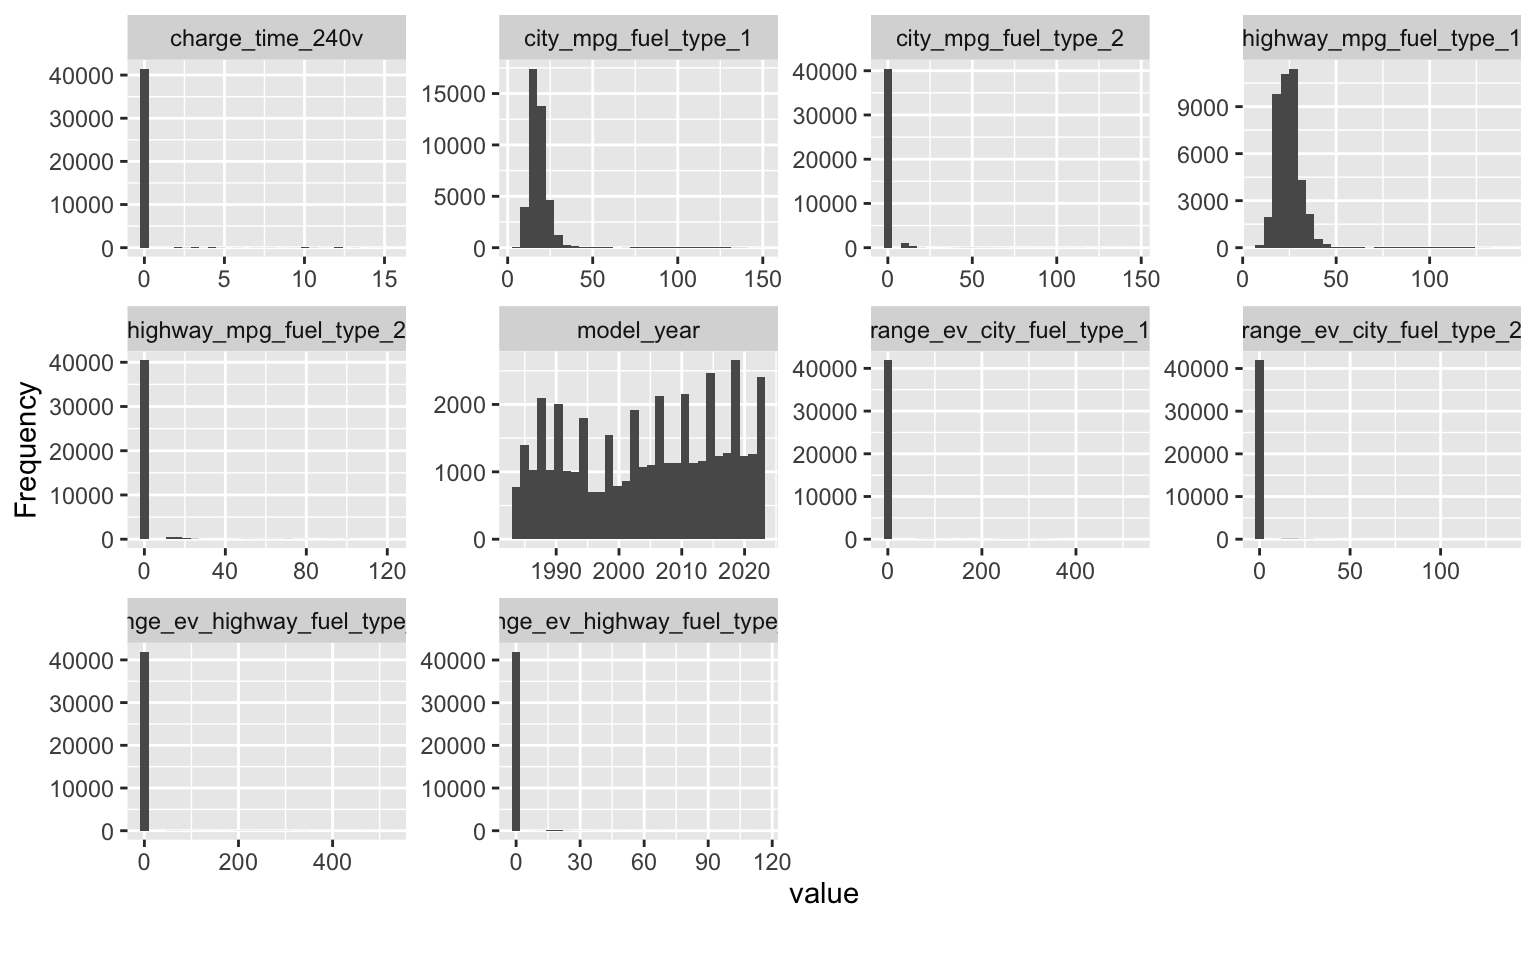 charge_time_240v city_mpg_fuel_type_1 city_mpg_fuel_type_2 highway_mpg_fuel_type_1
40000 30000 20000 10000 0
0 5 10 15
15000 10000 5000 0
0 50 100 150
40000 30000 20000 10000 0
0 50 100 150
9000 6000 3000 0
0 50 100
highway_mpg_fuel_type_2 model_year range_ev_city_fuel_type_1 range_ev_city_fuel_type_2
40000 30000 20000 10000 0
0 40 80 120
2000 1000 0
1990 2000 2010 2020
40000 30000 20000 10000 0
0 200 400
40000 30000 20000 10000 0
0 50 100
nge_ev_highway_fuel_type_ nge_ev_highway_fuel_type_
40000 30000 20000 10000 0
0 200 400
40000 30000 20000 10000 0
0 30 60 90 120
Frequency
value